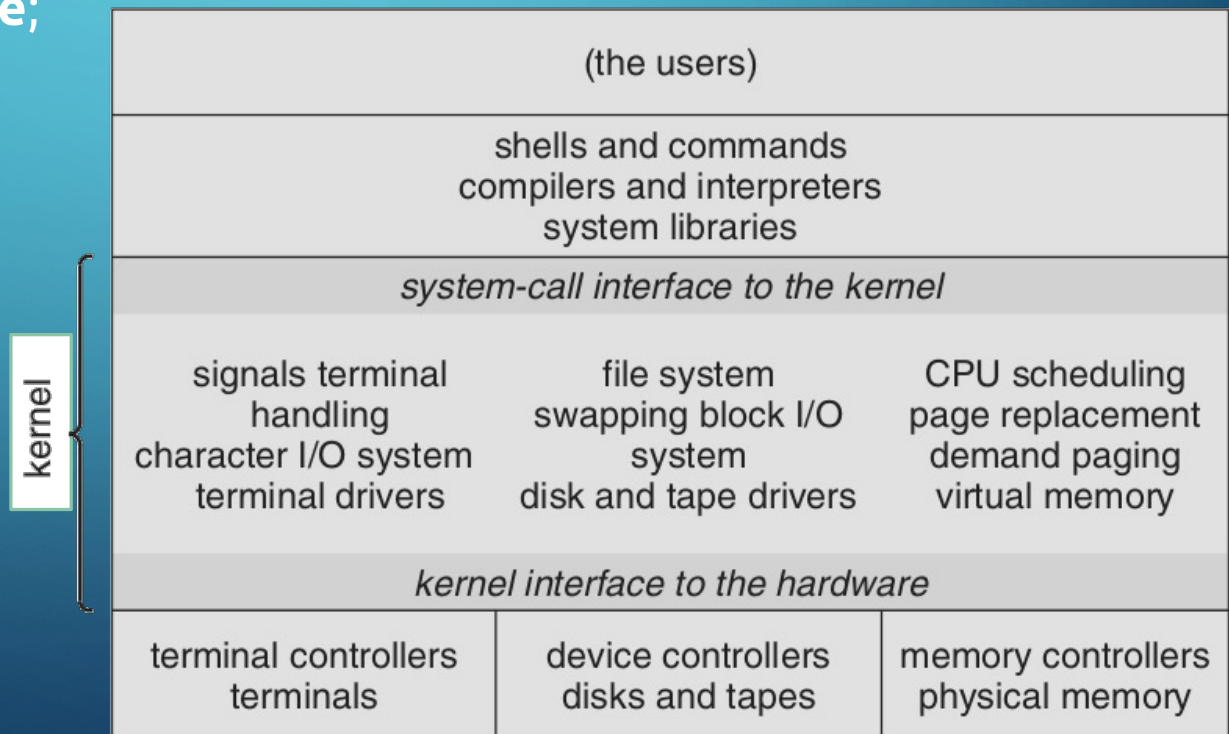 e;
(the users)
shells and commands
compilers and interpreters
system libraries
kernel
system-call interface to the kernel
signals terminal
handling
character I/O system
terminal drivers
file system
swapping block I/O
system
disk and tape drivers
CPU scheduling
page replacement
demand paging
virtual memory
kernel interface to the hardware
terminal controllers
terminals
device controllers
disks and tapes
memory controllers
physical memory